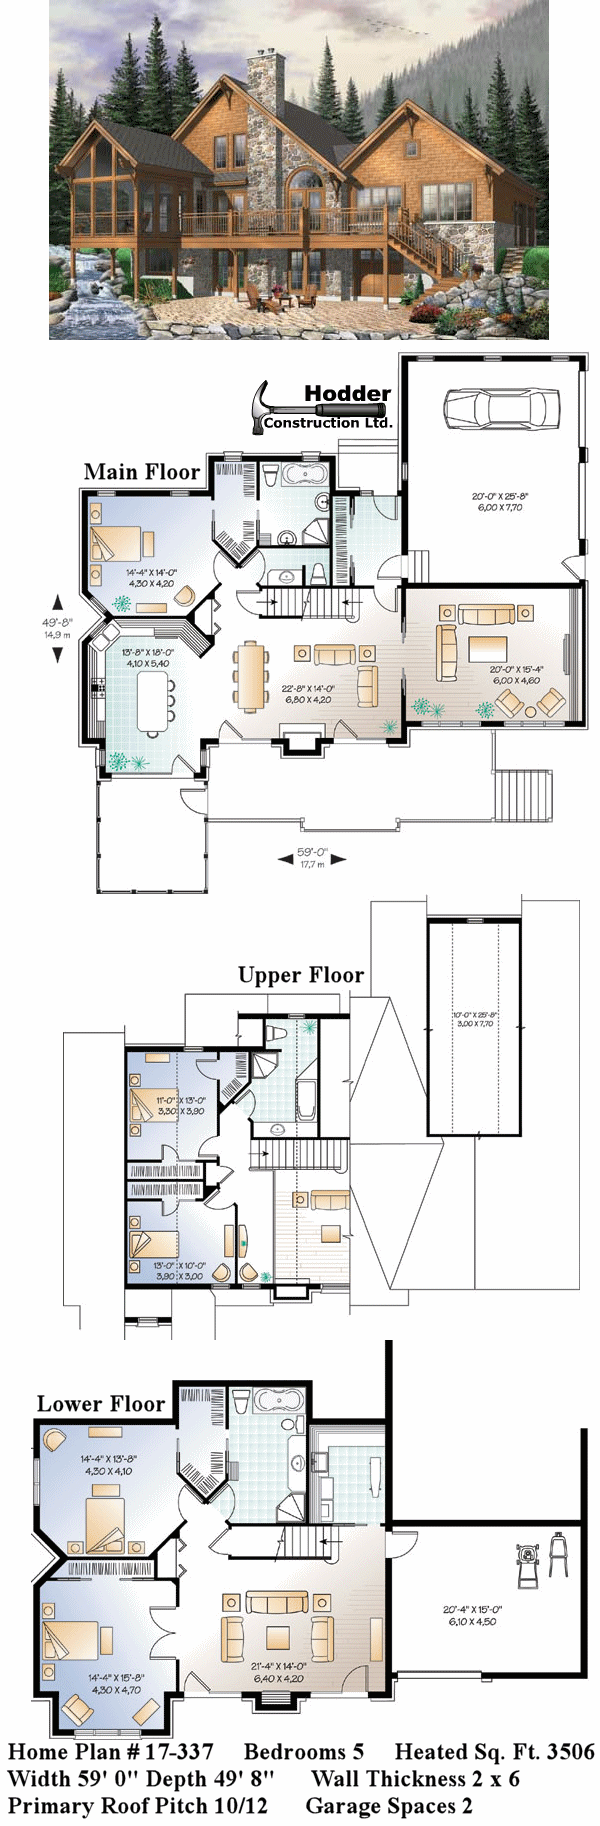 Hodder
Construction Ltd.
Main Floor
20'-0" X 25'-8"
6,00 X 7,70
14'-4" X 14'-0"
4,30 X 4,20
49'-8"
14,9 m
13'-8" X 18'-0"
4,10 X 5,40
22'-8" X 14'-0"
6,80 X 4,20
20'-0" X 15'-4"
6,00 X 4,60
59'-0"
17,7 m
Upper Floor
10'-0" X 25'-8"
3,00 X 7,70
11'-0" X 13'-0"
3,30 X 3,90
13'-0" X 10'-0"
3,90 X 3,00
Lower Floor
14'-4" X 13'-8"
4,30 X 4,10
20'-4" X 15'-0"
6,10 X 4,50
21'-4" X 14'-0"
6,40 X 4,20
14'-4" X 15'-8"
4,30 X 4,70
Home Plan # 17-337 Bedrooms 5 Heated Sq. Ft. 3506
Width 59' 0" Depth 49' 8" Wall Thickness 2 x 6
Primary Roof Pitch 10/12 Garage Spaces 2